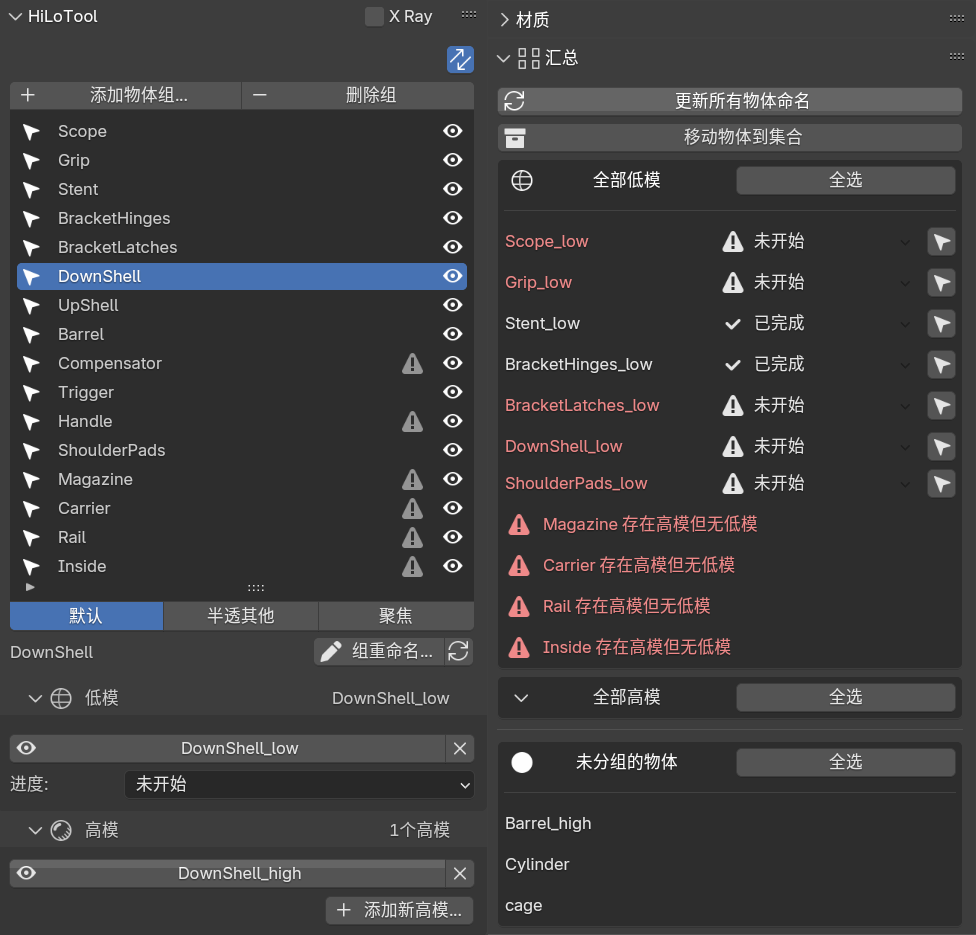 HiLoTool
X Ray
添加物体组...
删除组
Scope
Grip
Stent
BracketHinges
BracketLatches
DownShell
UpShell
Barrel
Compensator
Trigger
Handle
ShoulderPads
Magazine
Carrier
Rail
Inside
默认
半透其他
聚焦
DownShell
组重命名...
低模
DownShell_low
DownShell_low
进度:
未开始
高模
1个高模
DownShell_high
添加新高模...
材质
汇总
更新所有物体命名
移动物体到集合
全部低模
全选
Scope_low
未开始
Grip_low
未开始
Stent_low
已完成
BracketHinges_low
已完成
BracketLatches_low
未开始
DownShell_low
未开始
ShoulderPads_low
未开始
Magazine 存在高模但无低模
Carrier 存在高模但无低模
Rail 存在高模但无低模
Inside 存在高模但无低模
全部高模
全选
未分组的物体
全选
Barrel_high
Cylinder
cage